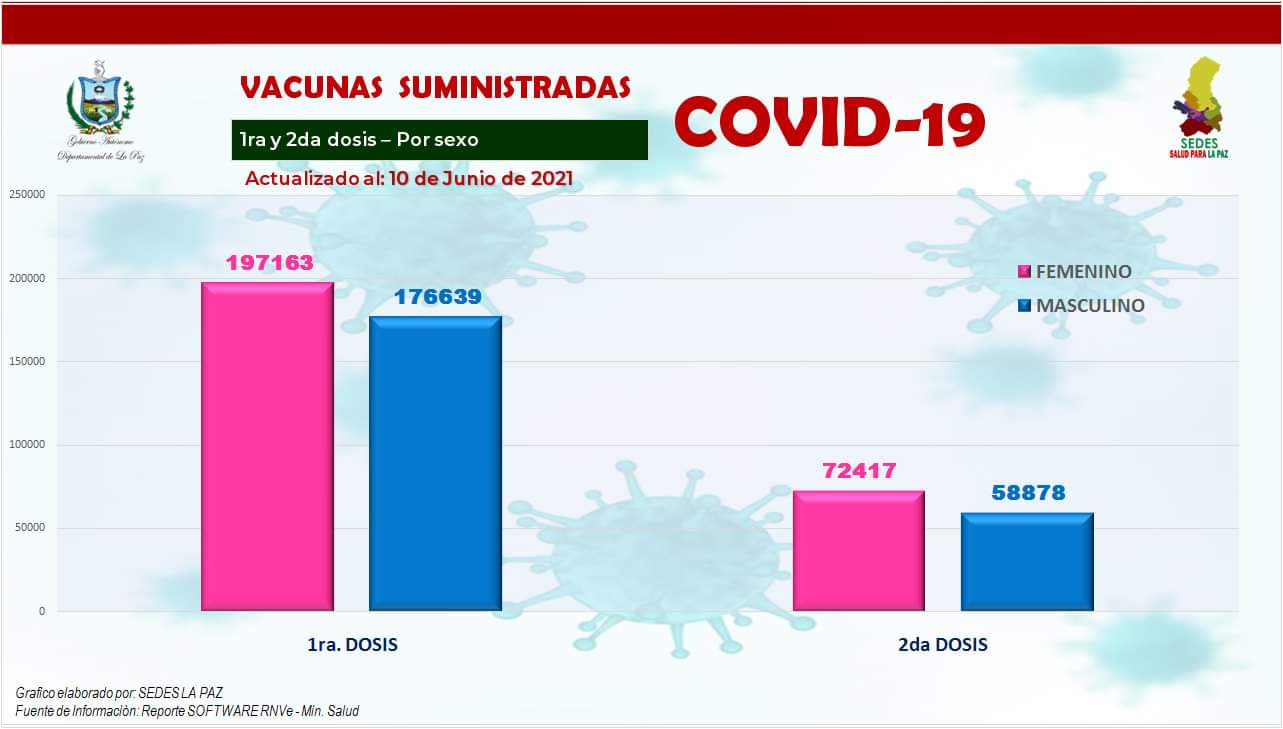 VACUNAS SUMINISTRADAS
COVID-19
1ra y 2da dosis – Por sexo
Actualizado al: 10 de Junio de 2021
Gobierno Autónomo
Departamental de La Paz
SEDES
SALUD PARA LA PAZ
250000
200000
150000
100000
50000
0
197163
176639
72417
58878
FEMENINO
MASCULINO
1ra. DOSIS
2da DOSIS
Grafico elaborado por: SEDES LA PAZ
Fuente de Informaciòn: Reporte SOFTWARE RNVe - Min. Salud